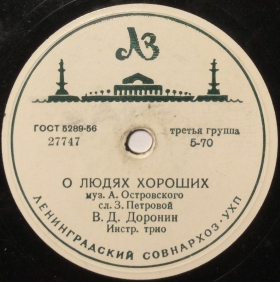 ЛЗ
ГОСТ 5289-56
27747
третья группа
5-70
О ЛЮДЯХ ХОРОШИХ
муз. А. Островского
сл. З. Петровой
В. Д. ДОРОНИН
Инстр. трио
ЛЕНИНГРАДСКИЙ СОВНАРХОЗ-УХП